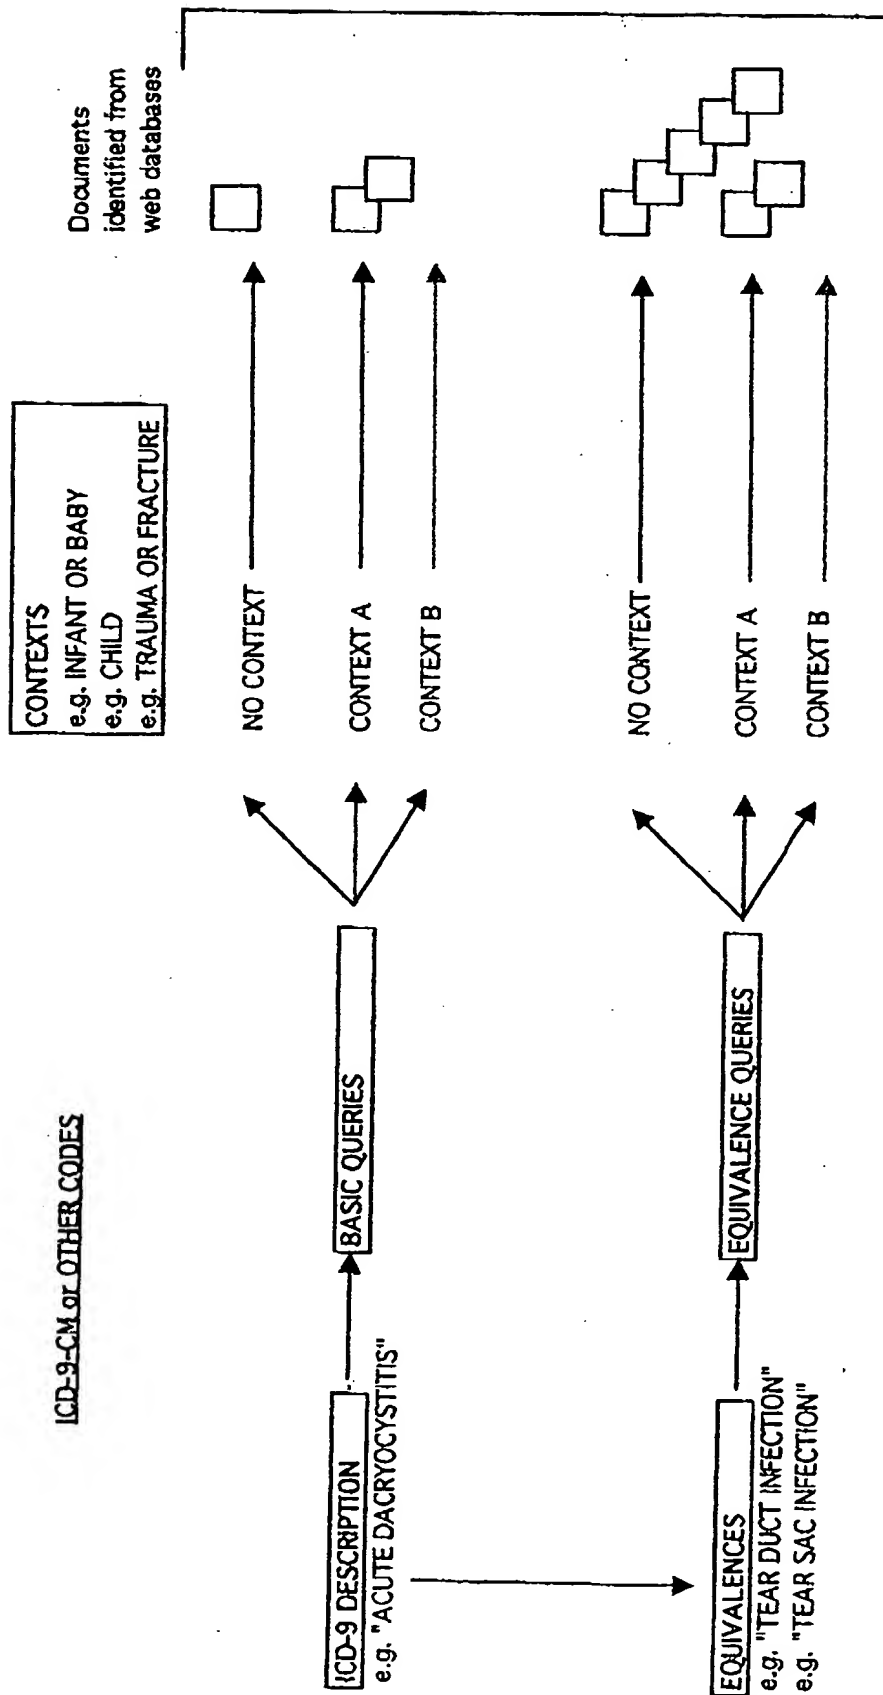 ICD-9-CM or OTHER CODES
CONTEXTS
e.g. INFANT OR BABY
e.g. CHILD
e.g. TRAUMA OR FRACTURE
Documents
identified from
web databases
ICD-9 DESCRIPTION
e.g. "ACUTE DACRYOCYSTITIS"
BASIC QUERIES
NO CONTEXT
CONTEXT A
CONTEXT B
EQUIVALENCES
e.g. "TEAR DUCT INFECTION"
e.g. "TEAR SAC INFECTION"
EQUIVALENCE QUERIES
NO CONTEXT
CONTEXT A
CONTEXT B